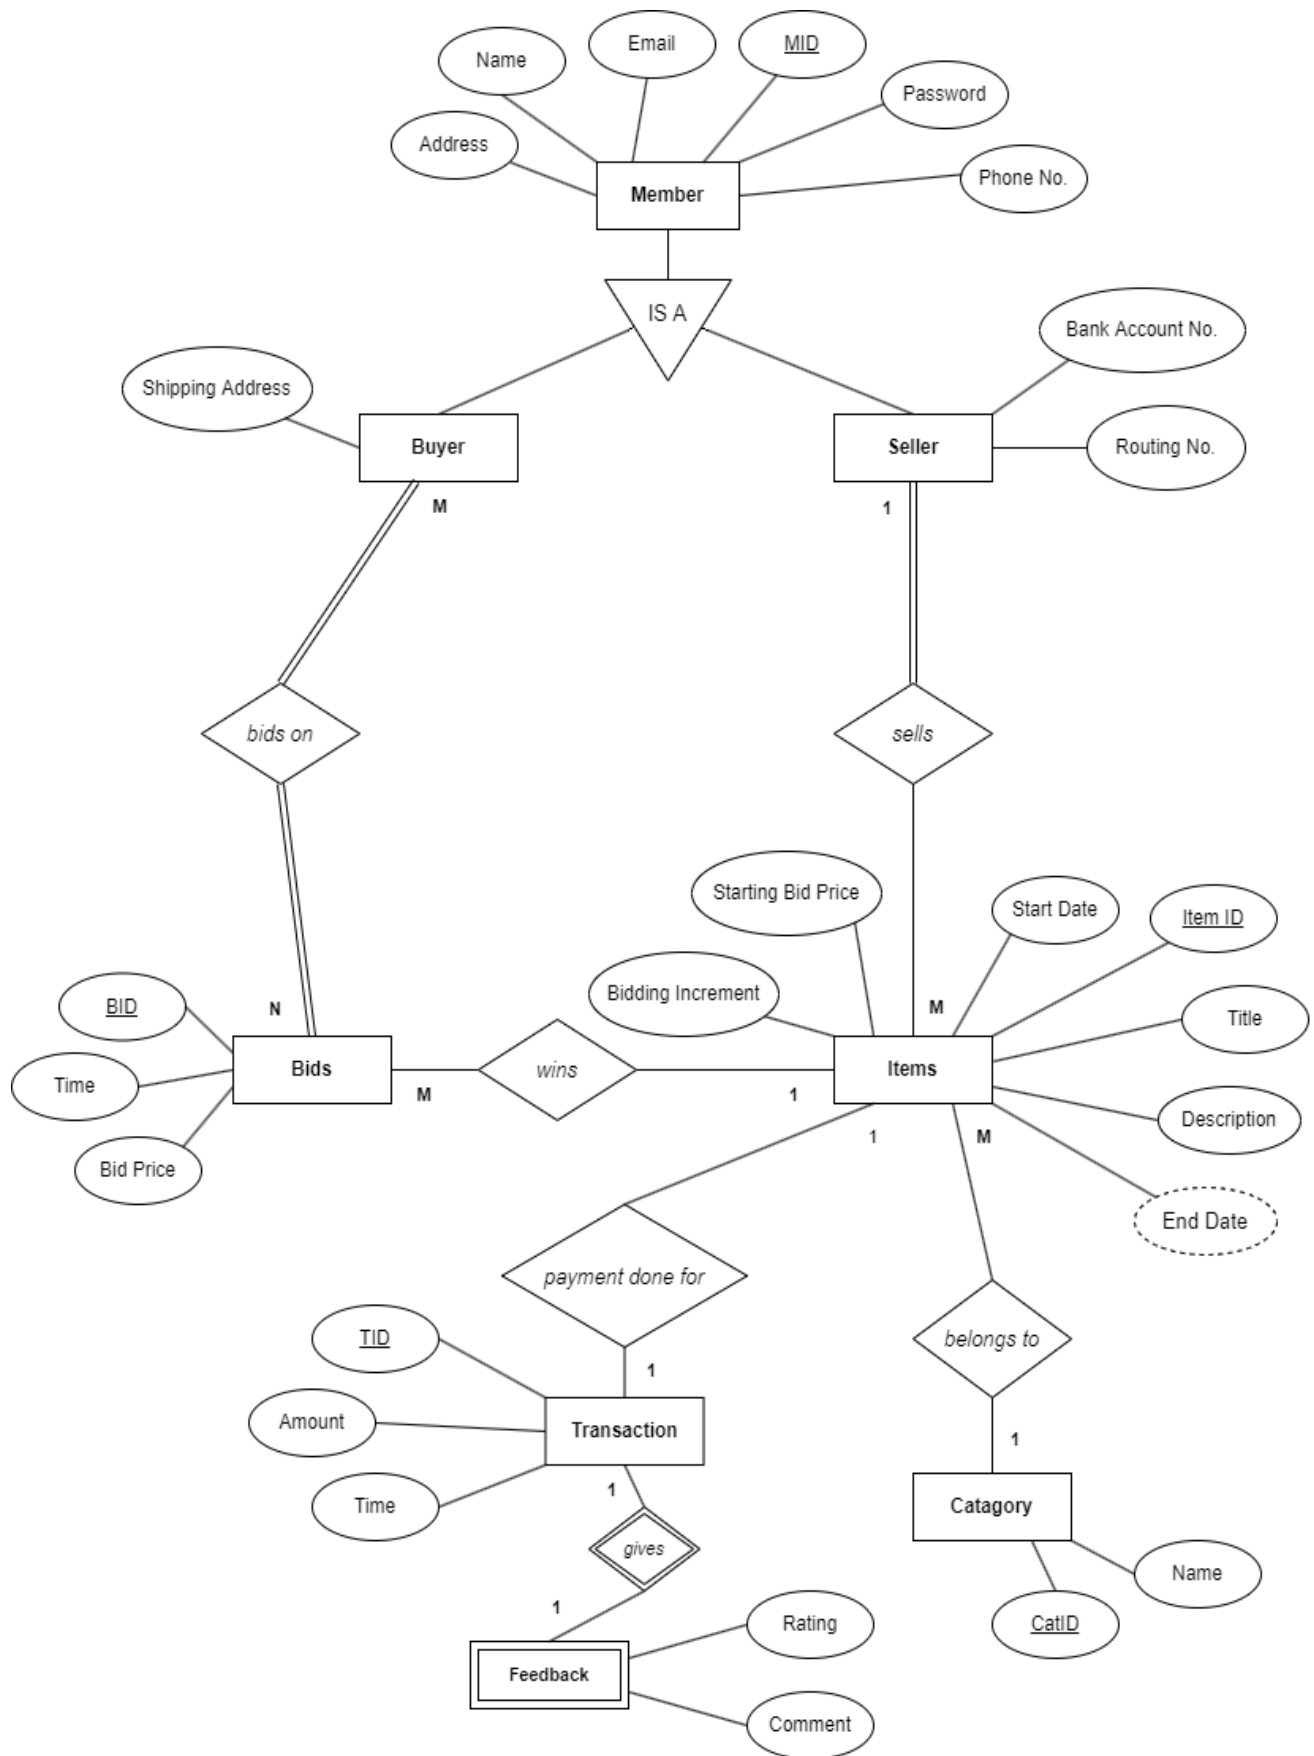 Email
MID
Name
Password
Address
Phone No.
Member
IS A
Bank Account No.
Shipping Address
Buyer
Seller
Routing No.
M
1
bids on
sells
Starting Bid Price
Start Date
Item ID
Bidding Increment
BID
N
M
Title
Bids
wins
Items
Time
M
1
Description
1
M
Bid Price
End Date
payment done for
TID
belongs to
1
Amount
Transaction
1
Time
1
Catagory
gives
Name
1
Rating
CatID
Feedback
Comment